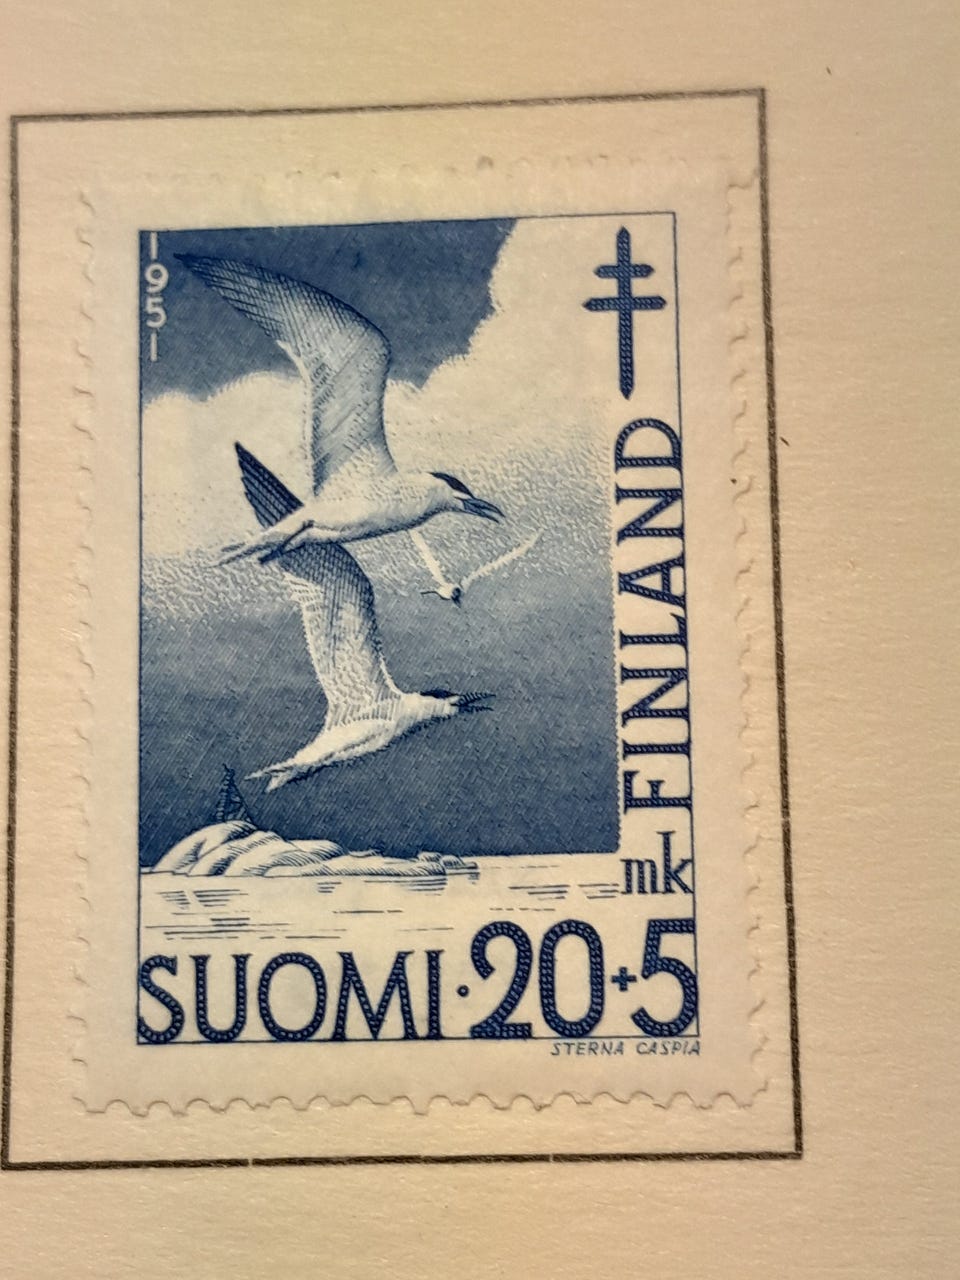 1951
FINLAND
mk
SUOMI·20+5
STERNA CASPIA